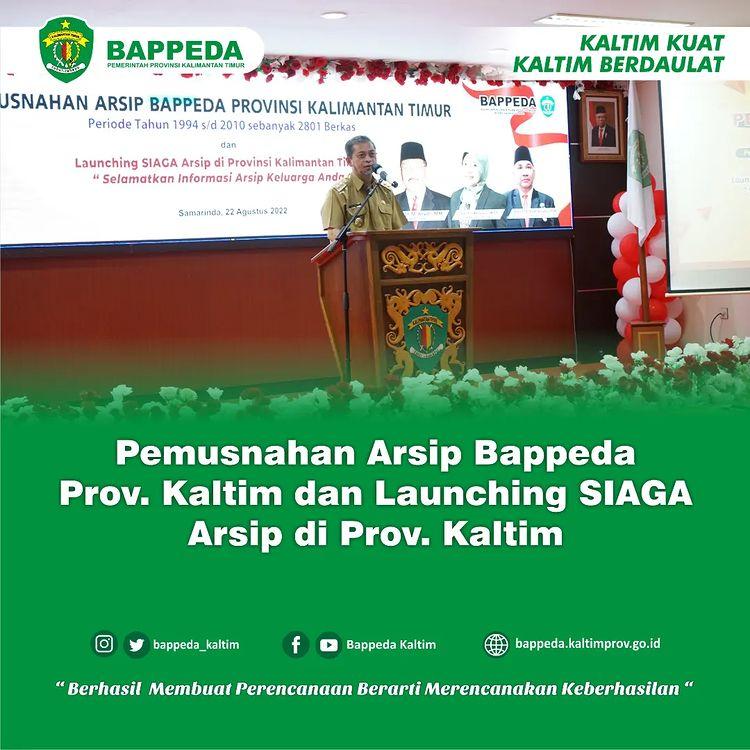 BAPPEDA
PEMERINTAH PROVINSI KALIMANTAN TIMUR
KALTIM KUAT
KALTIM BERDAULAT
USNAHAN ARSIP BAPPEDA PROVINSI KALIMANTAN TIMUR
BAPPEDA
Periode Tahun 1994 s/d 2010 sebanyak 2801 Berkas
dan
Launching SIAGA Arsip di Provinsi Kalimantan Ti
" Selamatkan Informasi Arsip Keluarga Anda
Samarinda, 22 Agustus 2022
Pemusnahan Arsip Bappeda
Prov. Kaltim dan Launching SIAGA
Arsip di Prov. Kaltim
bappeda_kaltim
Bappeda Kaltim
bappeda.kaltimprov.go.id
“ Berhasil Membuat Perencanaan Berarti Merencanakan Keberhasilan “